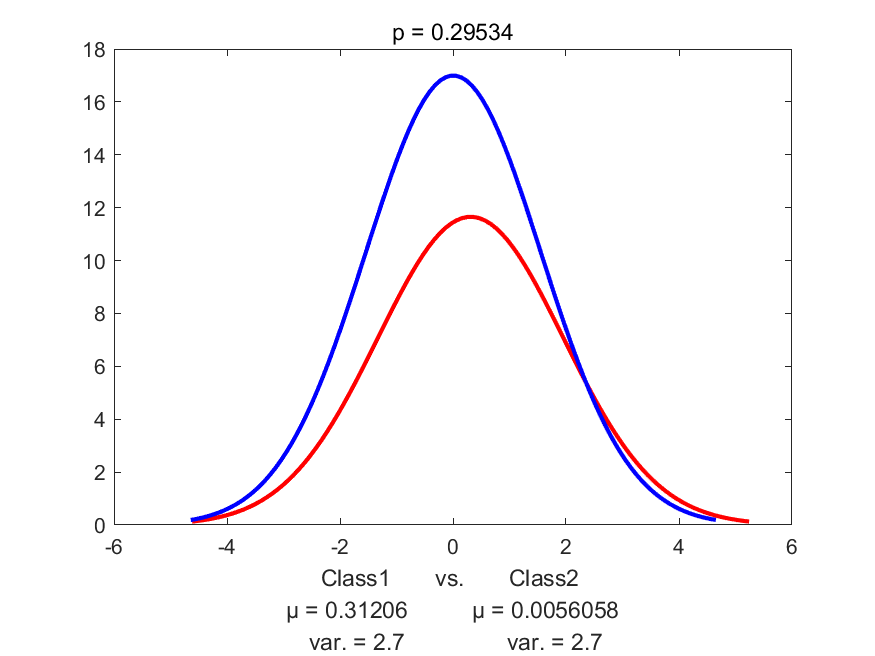 p = 0.29534
18
16
14
12
10
8
6
4
2
0
-6 -4 -2 0 2 4 6
Class1 vs. Class2
μ = 0.31206 μ = 0.0056058
var. = 2.7 var. = 2.7